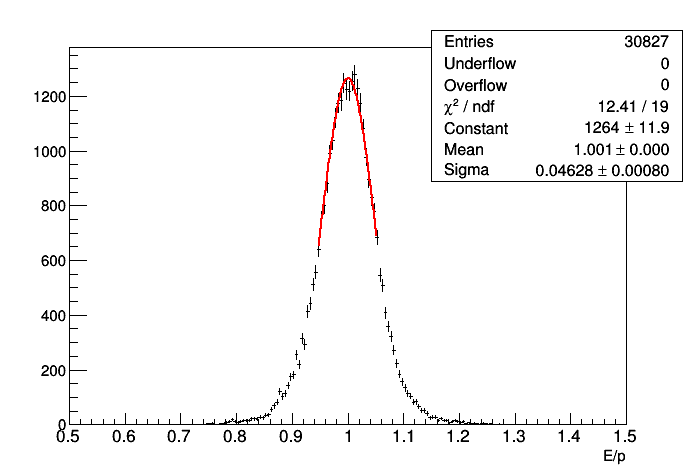 Entries 30827
Underflow 0
Overflow 0
χ² / ndf 12.41 / 19
Constant 1264 ± 11.9
Mean 1.001 ± 0.000
Sigma 0.04628 ± 0.00080
1200
1000
800
600
400
200
0
0.5 0.6 0.7 0.8 0.9 1 1.1 1.2 1.3 1.4 1.5
E/p